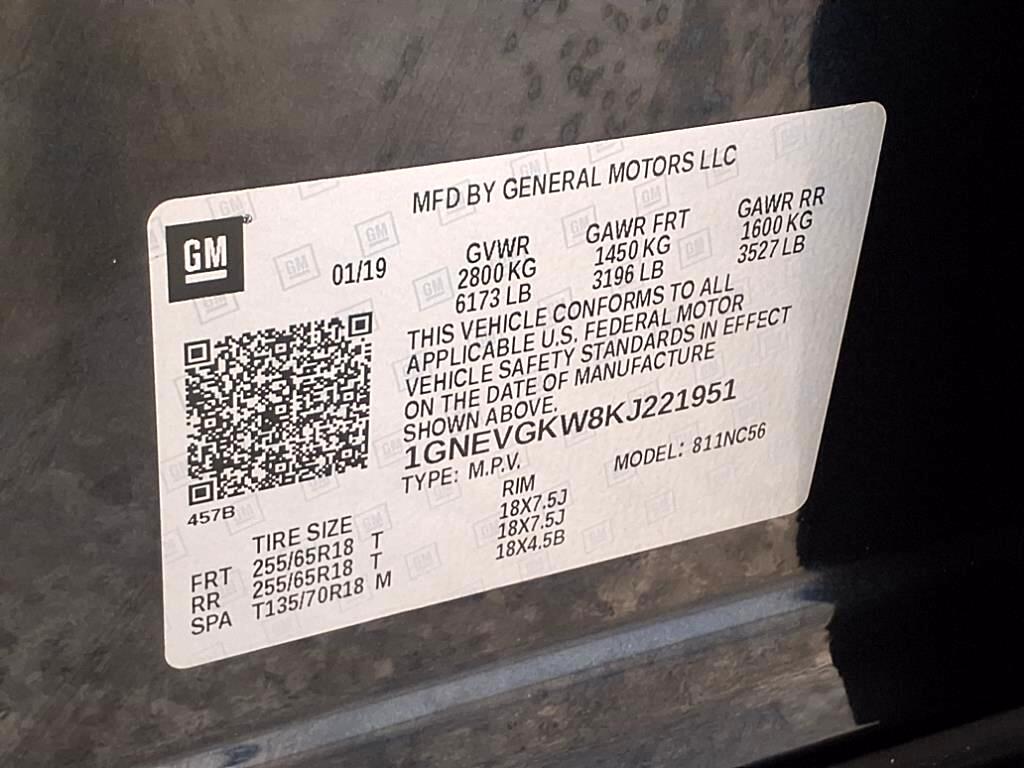 MFD BY GENERAL MOTORS LLC
GM
01/19
GVWR GAWR FRT GAWR RR
2800 KG 1450 KG 1600 KG
6173 LB 3196 LB 3527 LB
THIS VEHICLE CONFORMS TO ALL
APPLICABLE U.S. FEDERAL MOTOR
VEHICLE SAFETY STANDARDS IN EFFECT
ON THE DATE OF MANUFACTURE
SHOWN ABOVE.
1GNEVGKW8KJ221951
TYPE: M.P.V. MODEL: 811NC56
457B
TIRE SIZE RIM
FRT 255/65R18 T 18X7.5J
RR 255/65R18 T 18X7.5J
SPA T135/70R18 M 18X4.5B